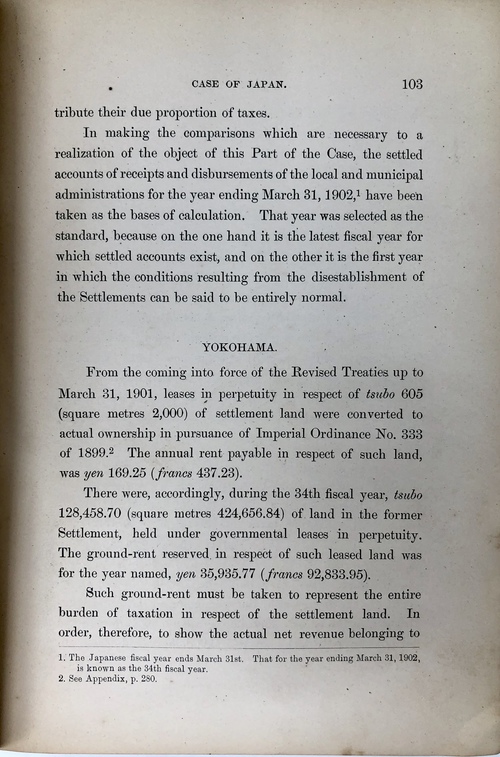 CASE OF JAPAN. 103
tribute their due proportion of taxes.
In making the comparisons which are necessary to a
realization of the object of this Part of the Case, the settled
accounts of receipts and disbursements of the local and municipal
administrations for the year ending March 31, 1902,¹ have been
taken as the bases of calculation. That year was selected as the
standard, because on the one hand it is the latest fiscal year for
which settled accounts exist, and on the other it is the first year
in which the conditions resulting from the disestablishment of
the Settlements can be said to be entirely normal.
YOKOHAMA.
From the coming into force of the Revised Treaties up to
March 31, 1901, leases in perpetuity in respect of tsubo 605
(square metres 2,000) of settlement land were converted to
actual ownership in pursuance of Imperial Ordinance No. 333
of 1899.² The annual rent payable in respect of such land,
was yen 169.25 (francs 437.23).
There were, accordingly, during the 34th fiscal year, tsubo
128,458.70 (square metres 424,656.84) of land in the former
Settlement, held under governmental leases in perpetuity.
The ground-rent reserved in respect of such leased land was
for the year named, yen 35,935.77 (francs 92,833.95).
Such ground-rent must be taken to represent the entire
burden of taxation in respect of the settlement land. In
order, therefore, to show the actual net revenue belonging to
1. The Japanese fiscal year ends March 31st. That for the year ending March 31, 1902,
is known as the 34th fiscal year.
2. See Appendix, p. 280.